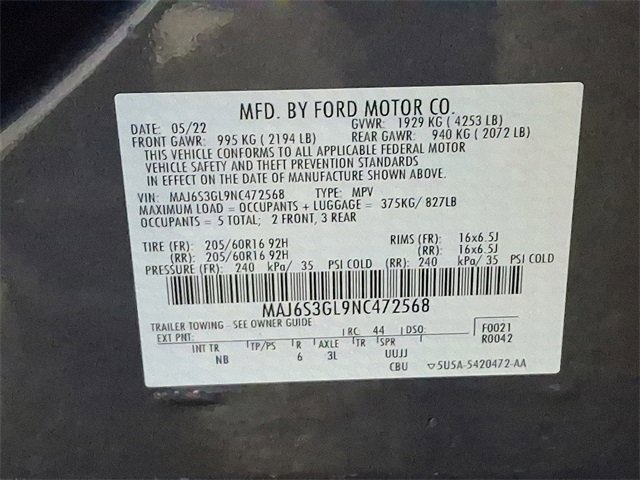 MFD. BY FORD MOTOR CO.
DATE: 05/22 GVWR: 1929 KG ( 4253 LB)
FRONT GAWR: 995 KG ( 2194 LB) REAR GAWR: 940 KG ( 2072 LB)
THIS VEHICLE CONFORMS TO ALL APPLICABLE FEDERAL MOTOR
VEHICLE SAFETY AND THEFT PREVENTION STANDARDS
IN EFFECT ON THE DATE OF MANUFACTURE SHOWN ABOVE.
VIN: MAJ6S3GL9NC472568 TYPE: MPV
MAXIMUM LOAD = OCCUPANTS + LUGGAGE = 375KG/ 827LB
OCCUPANTS = 5 TOTAL; 2 FRONT, 3 REAR
TIRE (FR): 205/60R16 92H RIMS (FR): 16x6.5J
(RR): 205/60R16 92H (RR): 16x6.5J
PRESSURE (FR): 240 kPa/ 35 PSI COLD (RR): 240 kPa/ 35 PSI COLD
MAJ6S3GL9NC472568
TRAILER TOWING - SEE OWNER GUIDE
EXT PNT: RC: 44 DSO: F0021
R0042
INT TR TP/PS R AXLE TR SPR
NB 6 3L UUJJ
CBU 5U5A-5420472-AA